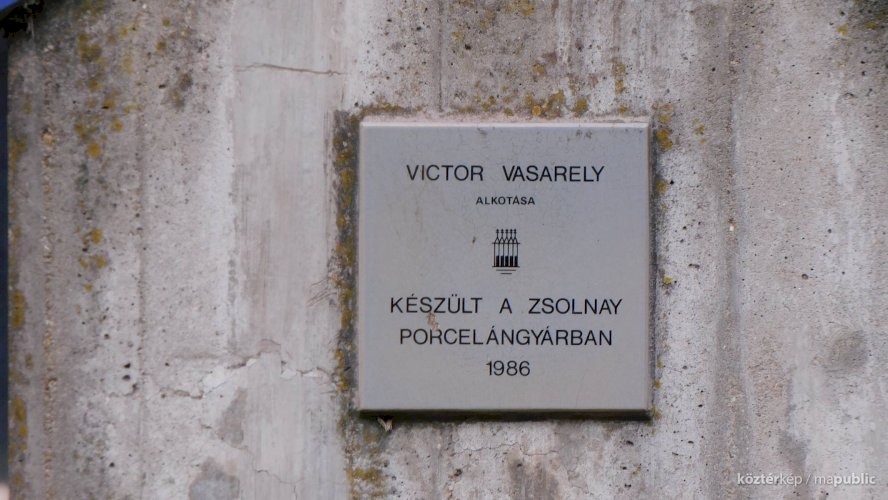 VICTOR VASARELY
ALKOTÁSA
KÉSZÜLT A ZSOLNAY
PORCELÁNGYÁRBAN
1986
köztérkép / mapublic